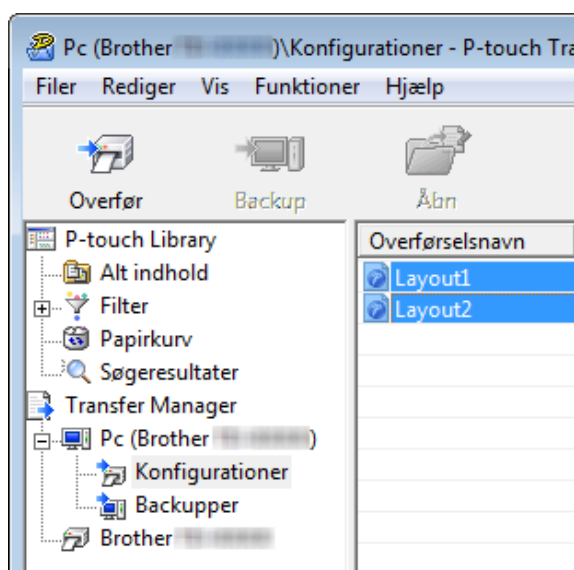 Pc (Brother )\Konfigurationer - P-touch Tra
Filer Rediger Vis Funktioner Hjælp
Overfør Backup Åbn
P-touch Library
Alt indhold
Filter
Papirkurv
Søgeresultater
Transfer Manager
Pc (Brother )
Konfigurationer
Backupper
Brother
Overførselsnavn
Layout1
Layout2